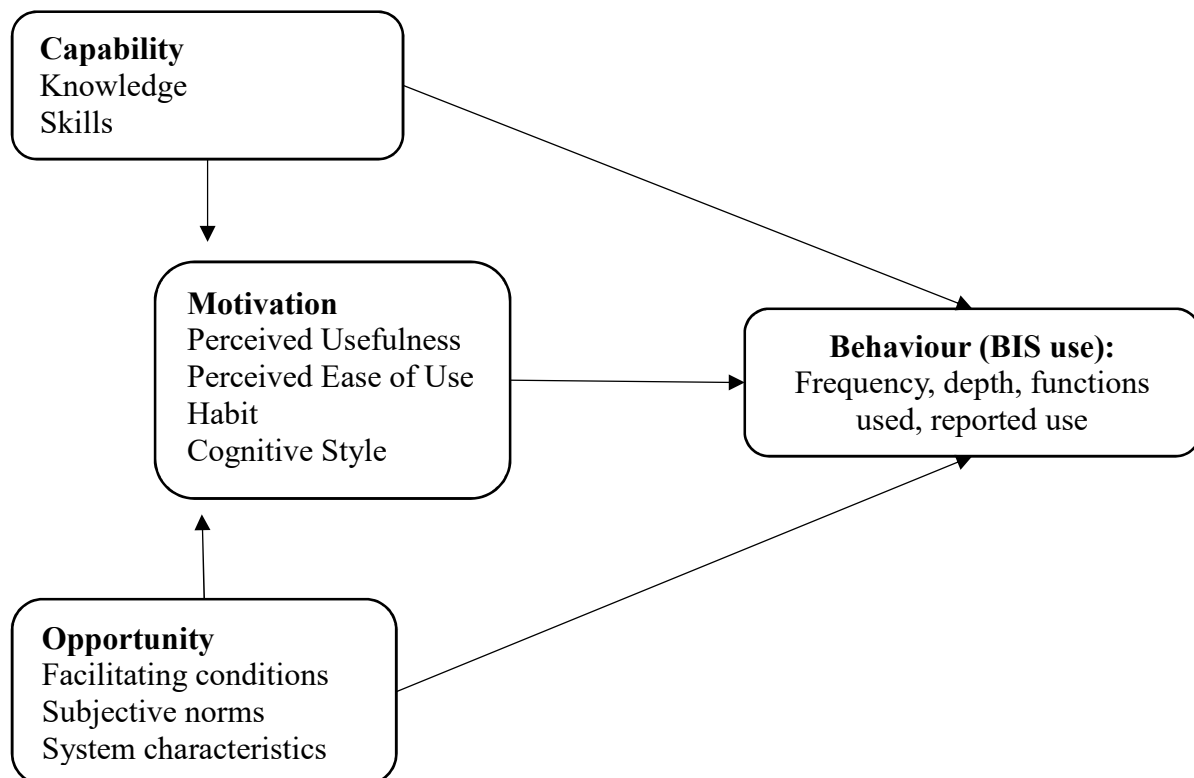 Capability
Knowledge
Skills
Motivation
Perceived Usefulness
Perceived Ease of Use
Habit
Cognitive Style
Behaviour (BIS use):
Frequency, depth, functions
used, reported use
Opportunity
Facilitating conditions
Subjective norms
System characteristics